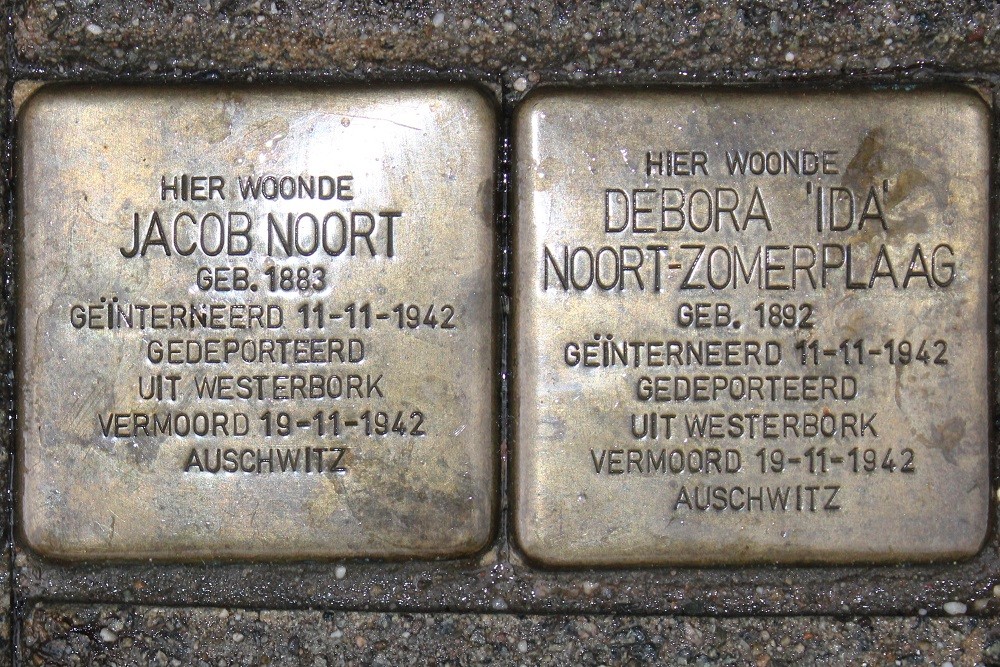 HIER WOONDE
JACOB NOORT
GEB. 1883
GEÏNTERNEERD 11-11-1942
GEDEPORTEERD
UIT WESTERBORK
VERMOORD 19-11-1942
AUSCHWITZ
HIER WOONDE
DEBORA 'IDA'
NOORT-ZOMERPLAAG
GEB. 1892
GEÏNTERNEERD 11-11-1942
GEDEPORTEERD
UIT WESTERBORK
VERMOORD 19-11-1942
AUSCHWITZ